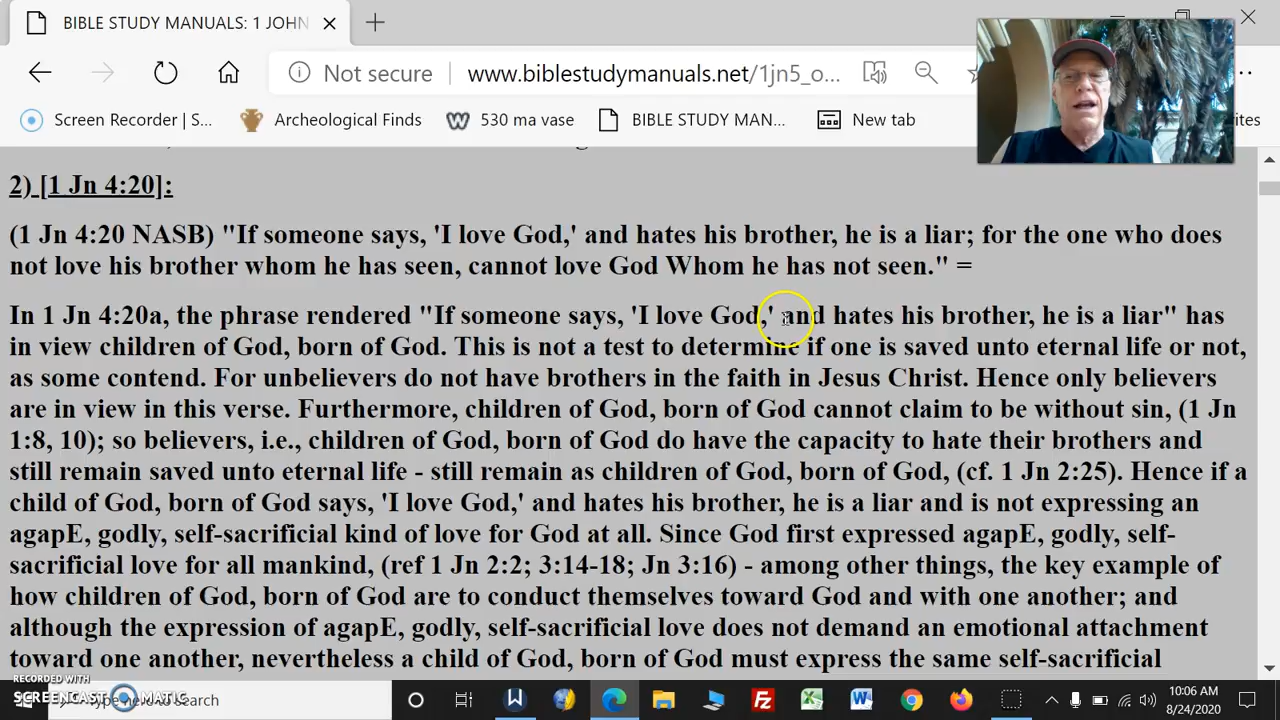 BIBLE STUDY MANUALS: 1 JOHN
Not secure
www.biblestudymanuals.net/1jn5_o...
Screen Recorder | S...
Archeological Finds
530 ma vase
BIBLE STUDY MAN...
New tab
ites
2) [1 Jn 4:20]:
(1 Jn 4:20 NASB) "If someone says, 'I love God,' and hates his brother, he is a liar; for the one who does
not love his brother whom he has seen, cannot love God Whom he has not seen." =
In 1 Jn 4:20a, the phrase rendered "If someone says, 'I love God,' and hates his brother, he is a liar" has
in view children of God, born of God. This is not a test to determine if one is saved unto eternal life or not,
as some contend. For unbelievers do not have brothers in the faith in Jesus Christ. Hence only believers
are in view in this verse. Furthermore, children of God, born of God cannot claim to be without sin, (1 Jn
1:8, 10); so believers, i.e., children of God, born of God do have the capacity to hate their brothers and
still remain saved unto eternal life - still remain as children of God, born of God, (cf. 1 Jn 2:25). Hence if a
child of God, born of God says, 'I love God,' and hates his brother, he is a liar and is not expressing an
agapE, godly, self-sacrificial kind of love for God at all. Since God first expressed agapE, godly, self-
sacrificial love for all mankind, (ref 1 Jn 2:2; 3:14-18; Jn 3:16) - among other things, the key example of
how children of God, born of God are to conduct themselves toward God and with one another; and
although the expression of agapE, godly, self-sacrificial love does not demand an emotional attachment
toward one another, nevertheless a child of God, born of God must express the same self-sacrificial
RECORDED WITH
SCREENCAST-O-MATIC
Type here to search
10:06 AM
8/24/2020